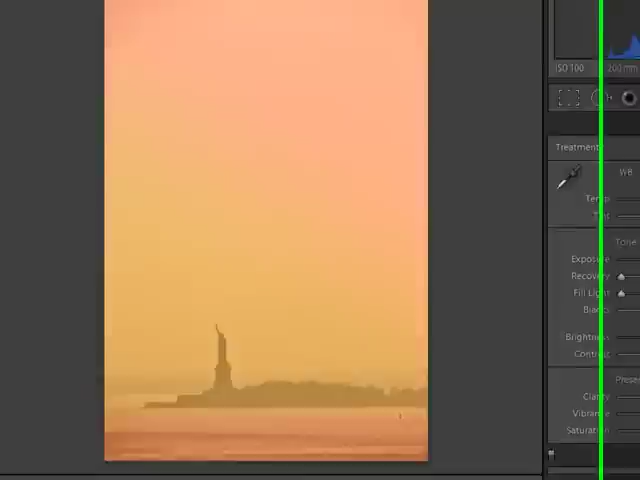 ISO 100 200 mm
Treatment
WB
Temp
Tint
Tone
Exposure
Recovery
Fill Light
Blacks
Brightness
Contrast
Clarity
Vibrance
Saturation